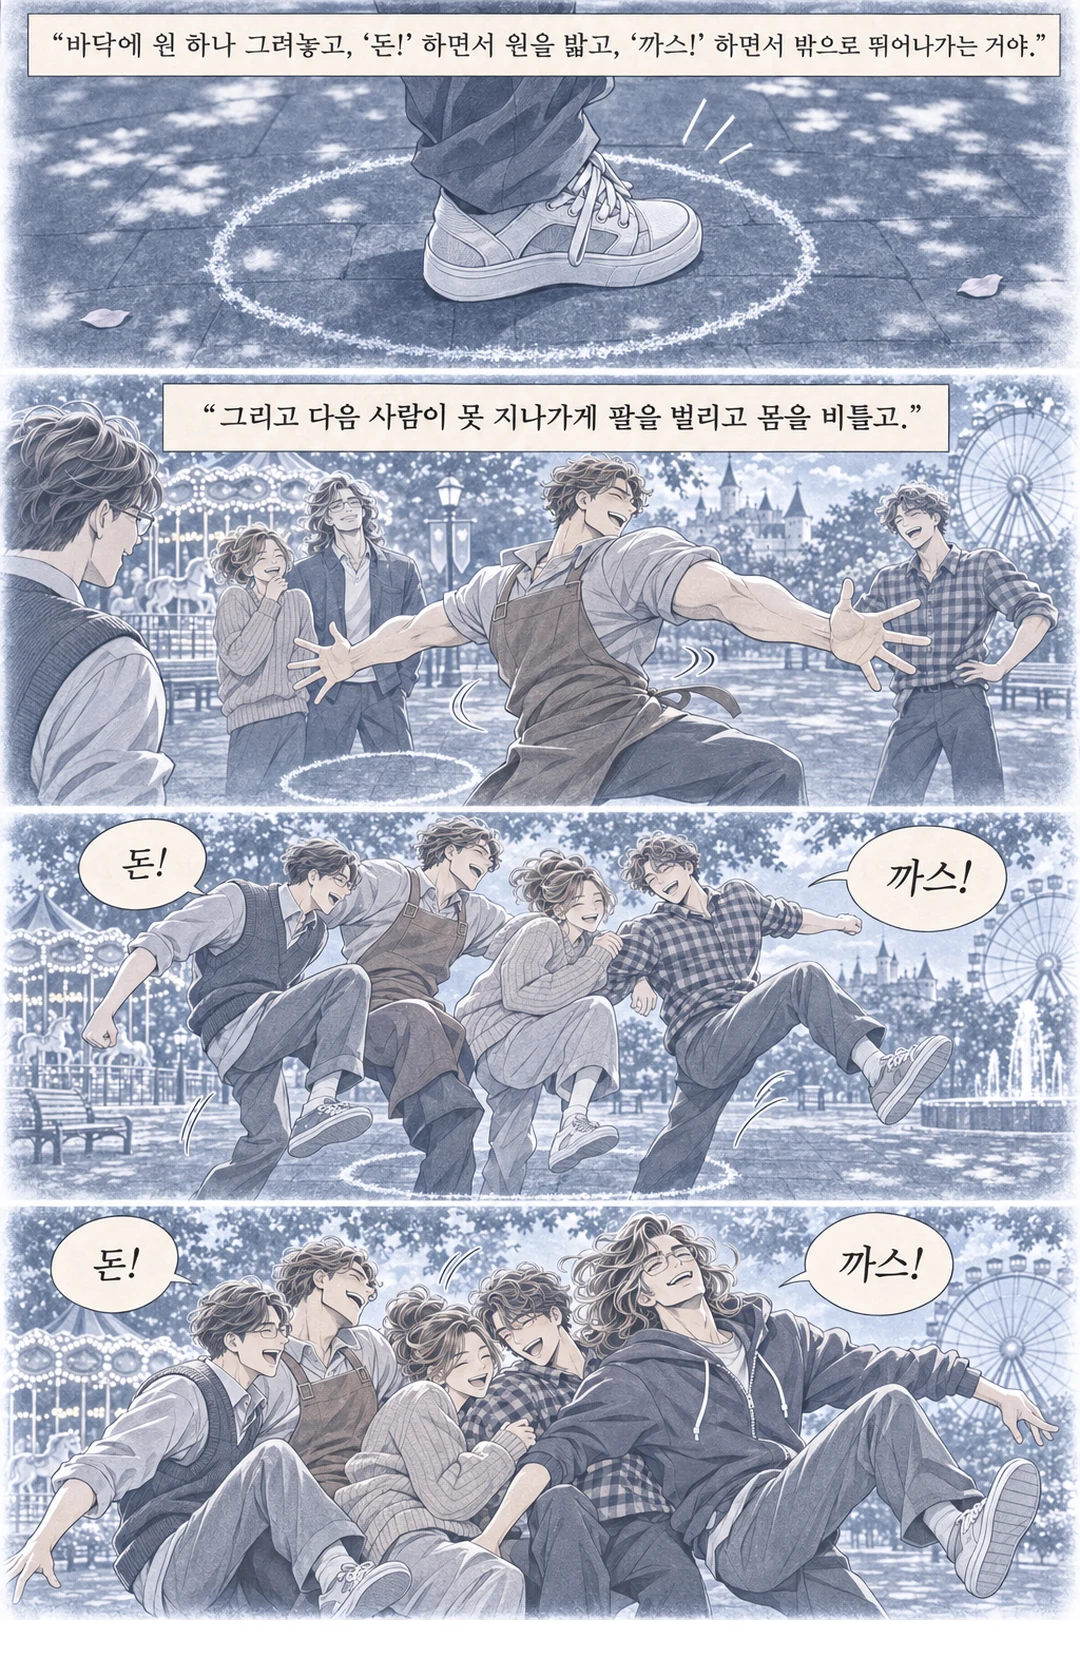 “바닥에 원 하나 그려놓고, ‘돈!’ 하면서 원을 밟고, ‘까스!’ 하면서 밖으로 뛰어나가는 거야.”
“그리고 다음 사람이 못 지나가게 팔을 벌리고 몸을 비틀고.”
돈!
까스!
돈!
까스!